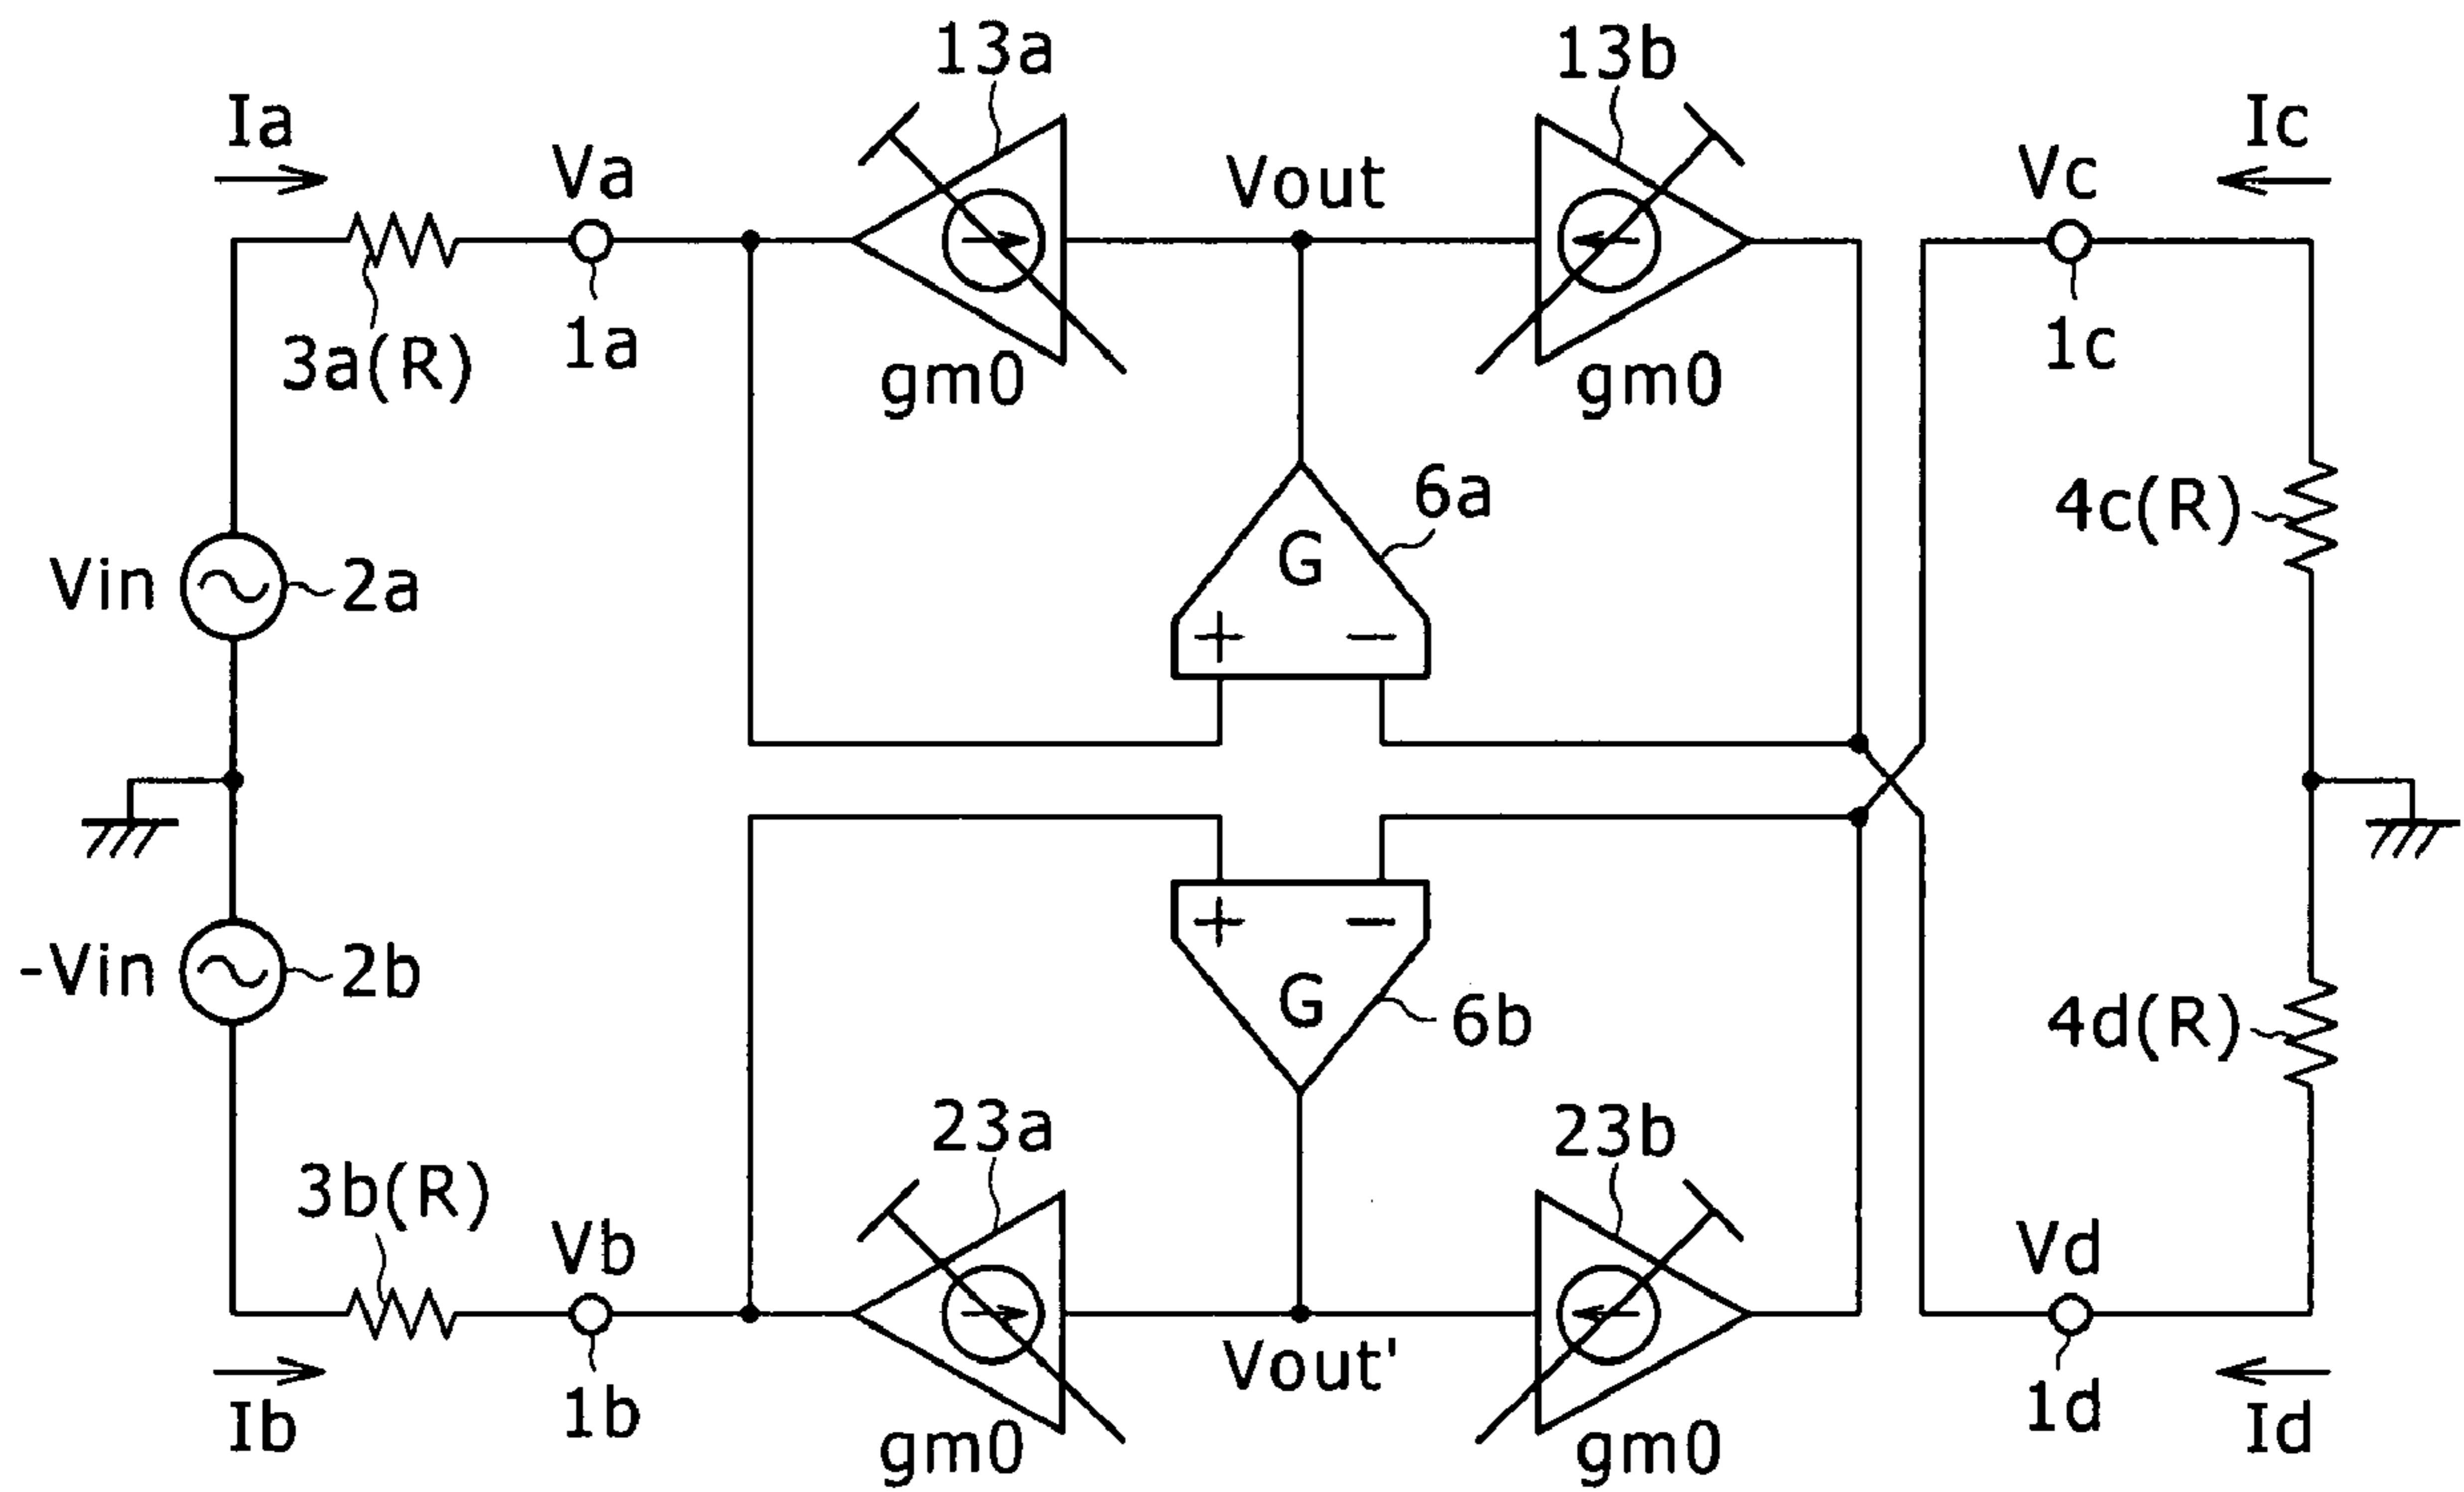 13a
13b
Ia
Ic
Va
Vout
Vc
1a
1c
3a(R)
gm0
gm0
6a
4c(R)
G
Vin
2a
+
−
+
−
-Vin
2b
G
6b
4d(R)
23a
23b
3b(R)
Vb
Vd
Vout'
1b
1d
Ib
Id
gm0
gm0